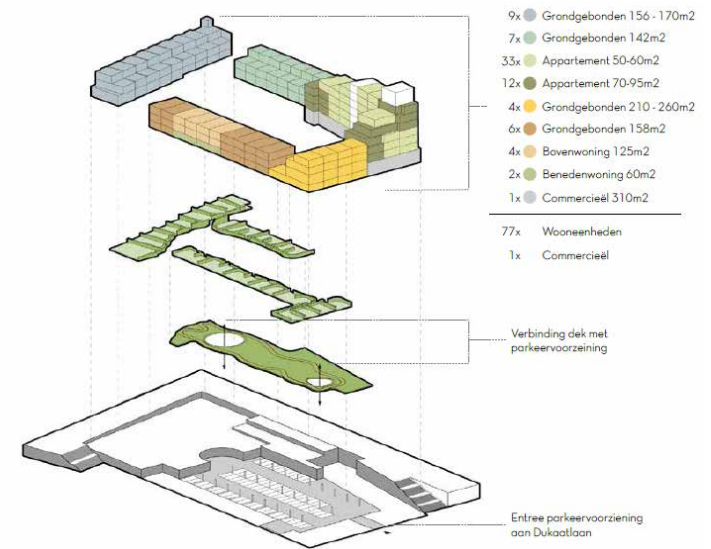 9x Grondgebonden 156 - 170m2
7x Grondgebonden 142m2
33x Appartement 50-60m2
12x Appartement 70-95m2
4x Grondgebonden 210 - 260m2
6x Grondgebonden 158m2
4x Bovenwoning 125m2
2x Benedenwoning 60m2
1x Commercieël 310m2
77x Wooneenheden
1x Commercieël
Verbinding dek met
parkeervoorzeining
Entree parkeervoorziening
aan Dukaatlaan